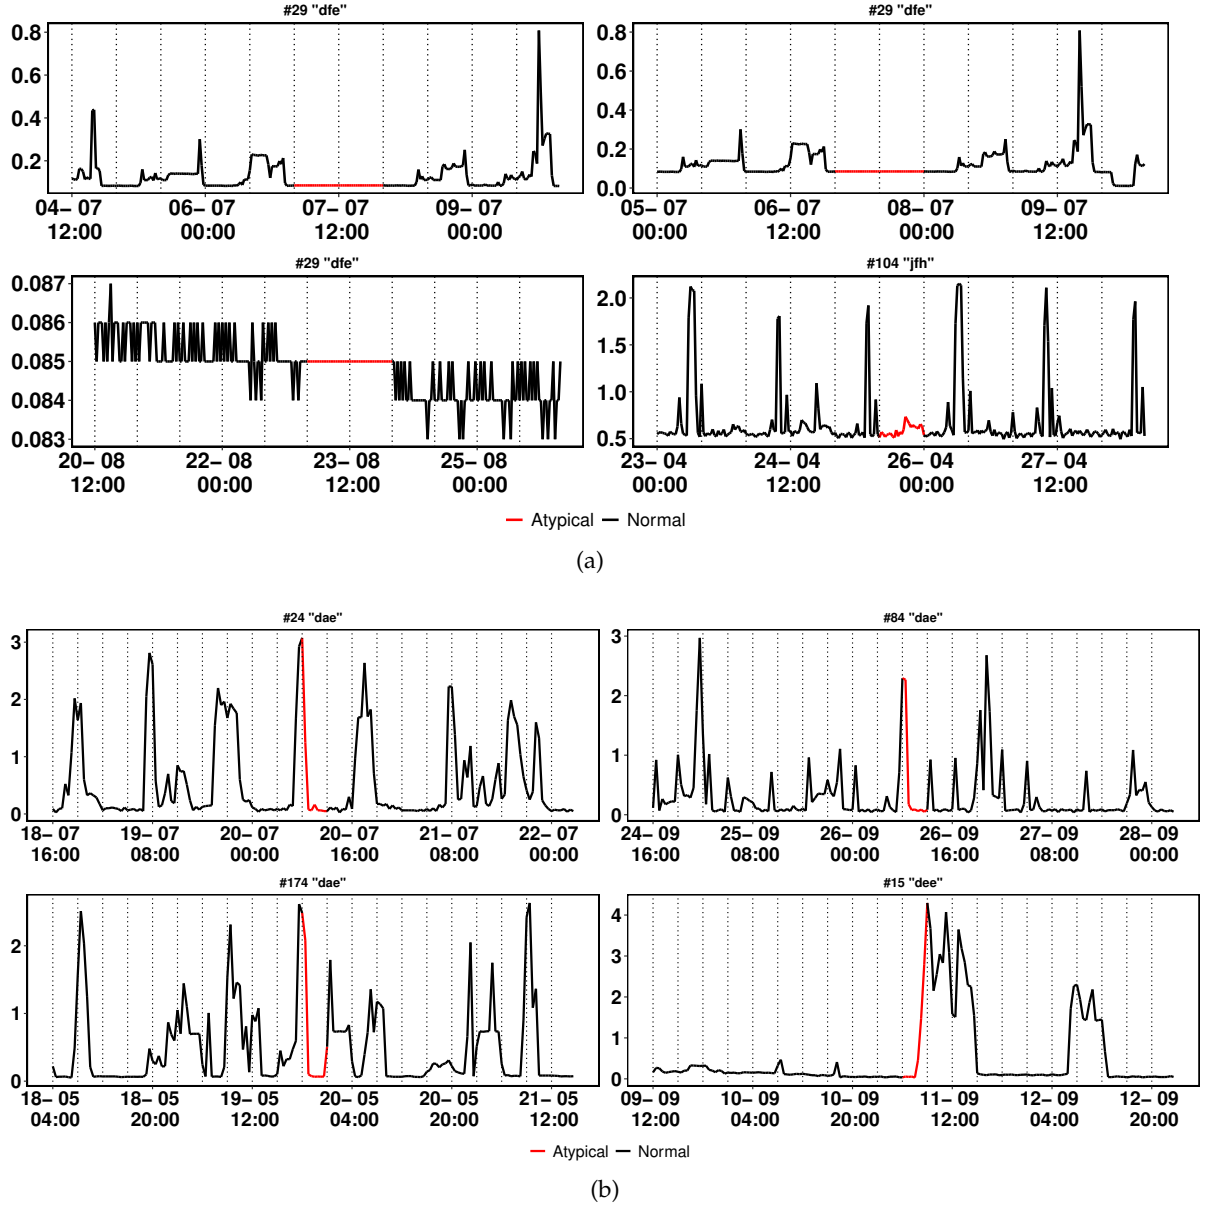 #29 "dfe"
0.8
0.6
0.4
0.2
04– 07 06– 07 07– 07 09– 07
12:00 00:00 12:00 00:00
#29 "dfe"
0.8
0.6
0.4
0.2
0.0
05– 07 06– 07 08– 07 09– 07
00:00 12:00 00:00 12:00
#29 "dfe"
0.087
0.086
0.085
0.084
0.083
20– 08 22– 08 23– 08 25– 08
12:00 00:00 12:00 00:00
#104 "jfh"
2.0
1.5
1.0
0.5
23– 04 24– 04 26– 04 27– 04
00:00 12:00 00:00 12:00
Atypical Normal
(a)
#24 "dae"
3
2
1
0
18– 07 19– 07 20– 07 20– 07 21– 07 22– 07
16:00 08:00 00:00 16:00 08:00 00:00
#84 "dae"
3
2
1
0
24– 09 25– 09 26– 09 26– 09 27– 09 28– 09
16:00 08:00 00:00 16:00 08:00 00:00
#174 "dae"
2
1
0
18– 05 18– 05 19– 05 20– 05 20– 05 21– 05
04:00 20:00 12:00 04:00 20:00 12:00
#15 "dee"
4
3
2
1
0
09– 09 10– 09 10– 09 11– 09 12– 09 12– 09
12:00 04:00 20:00 12:00 04:00 20:00
Atypical Normal
(b)